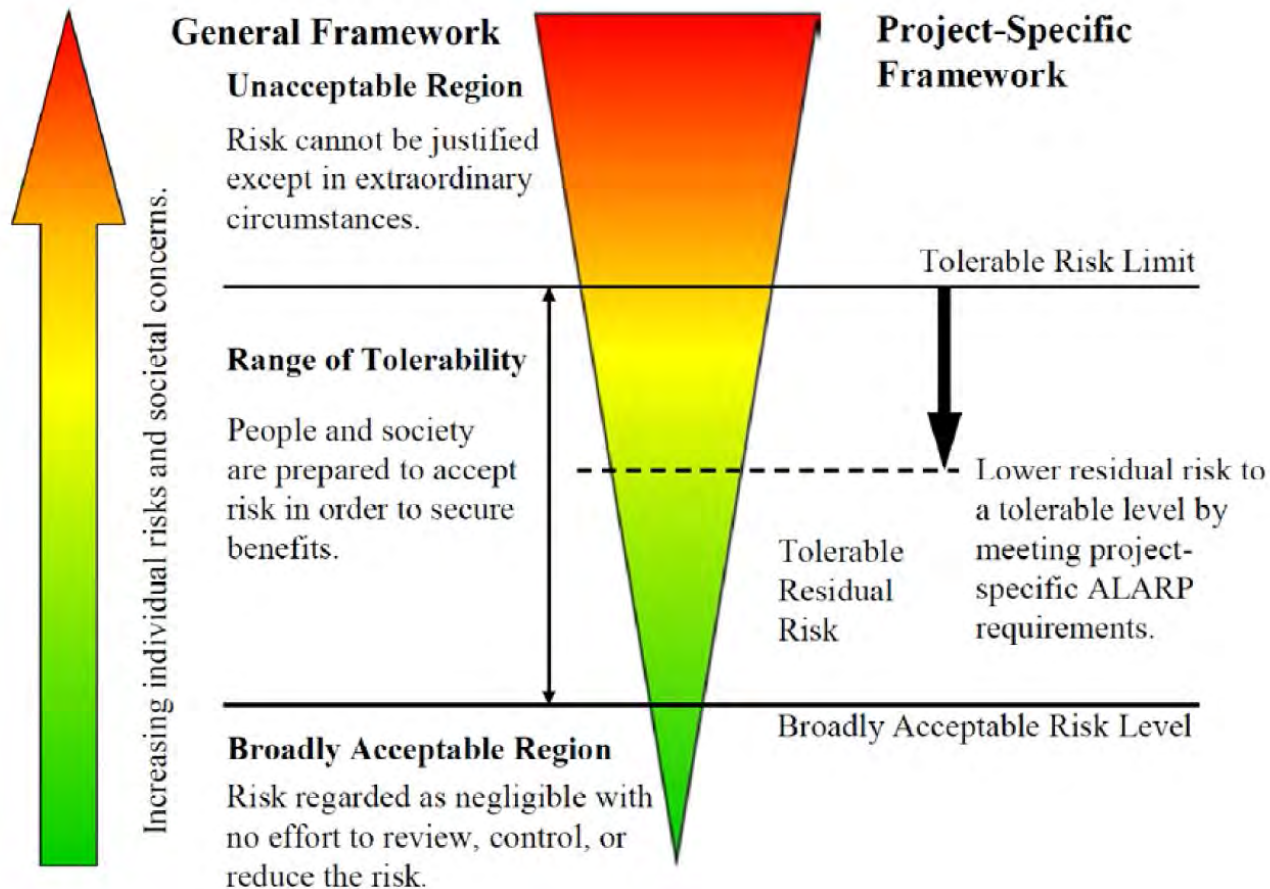 General Framework
Unacceptable Region
Risk cannot be justified
except in extraordinary
circumstances.
Project-Specific
Framework
Tolerable Risk Limit
Increasing individual risks and societal concerns.
Range of Tolerability
People and society
are prepared to accept
risk in order to secure
benefits.
Tolerable
Residual
Risk
Lower residual risk to
a tolerable level by
meeting project-
specific ALARP
requirements.
Broadly Acceptable Risk Level
Broadly Acceptable Region
Risk regarded as negligible with
no effort to review, control, or
reduce the risk.